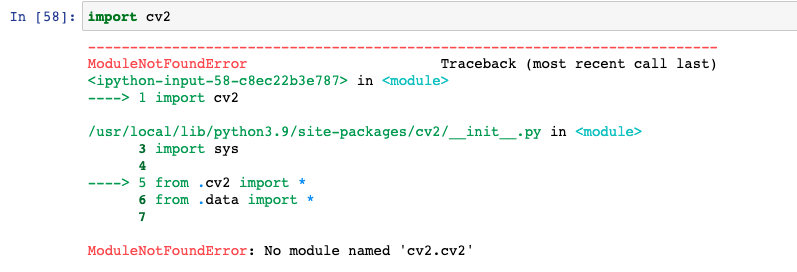 In [58]: import cv2
---------------------------------------------------------------------------
ModuleNotFoundError                       Traceback (most recent call last)
<ipython-input-58-c8ec22b3e787> in <module>
----> 1 import cv2

/usr/local/lib/python3.9/site-packages/cv2/__init__.py in <module>
      3 import sys
      4
----> 5 from .cv2 import *
      6 from .data import *
      7

ModuleNotFoundError: No module named 'cv2.cv2'